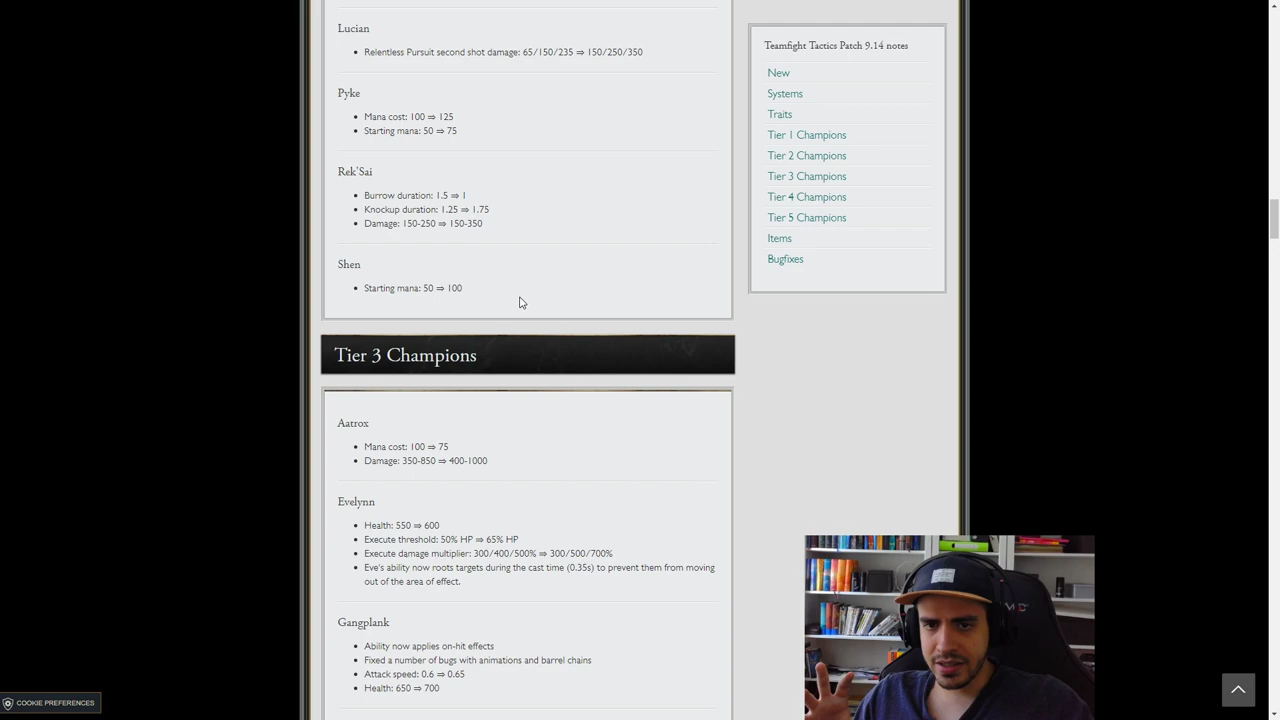 Lucian
Relentless Pursuit second shot damage: 65/150/235 ⇒ 150/250/350
Pyke
Mana cost: 100 ⇒ 125
Starting mana: 50 ⇒ 75
Rek'Sai
Burrow duration: 1.5 ⇒ 1
Knockup duration: 1.25 ⇒ 1.75
Damage: 150-250 ⇒ 150-350
Shen
Starting mana: 50 ⇒ 100
Tier 3 Champions
Aatrox
Mana cost: 100 ⇒ 75
Damage: 350-850 ⇒ 400-1000
Evelynn
Health: 550 ⇒ 600
Execute threshold: 50% HP ⇒ 65% HP
Execute damage multiplier: 300/400/500% ⇒ 300/500/700%
Eve's ability now roots targets during the cast time (0.35s) to prevent them from moving
out of the area of effect.
Gangplank
Ability now applies on-hit effects
Fixed a number of bugs with animations and barrel chains
Attack speed: 0.6 ⇒ 0.65
Health: 650 ⇒ 700
Teamfight Tactics Patch 9.14 notes
New
Systems
Traits
Tier 1 Champions
Tier 2 Champions
Tier 3 Champions
Tier 4 Champions
Tier 5 Champions
Items
Bugfixes
COOKIE PREFERENCES